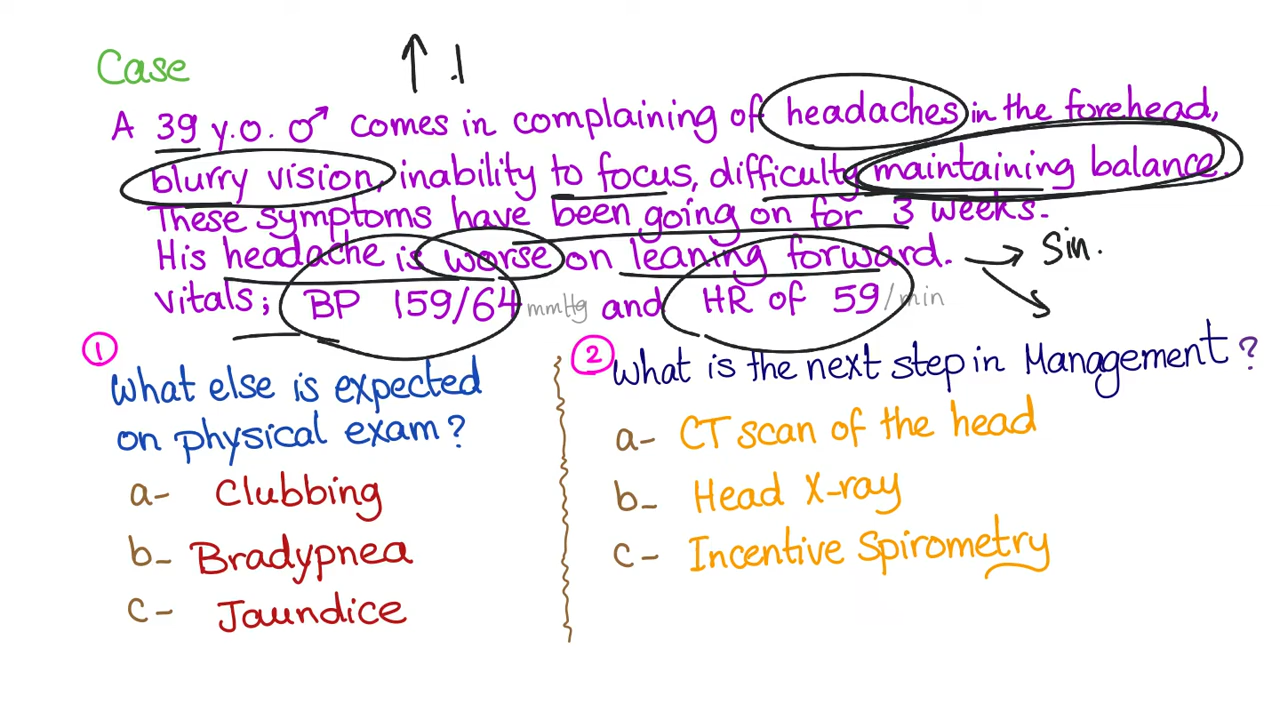 Case
A 39 y.o. ♂ comes in complaining of headaches in the forehead,
blurry vision, inability to focus, difficulty maintaining balance.
These symptoms have been going on for 3 weeks.
His headache is worse on leaning forward. → Sin.
vitals; BP 159/64 mmHg and HR of 59/min
1
What else is expected
on physical exam?
a- Clubbing
b- Bradypnea
c- Jaundice
2
What is the next step in Management?
a- CT scan of the head
b- Head X-ray
c- Incentive Spirometry